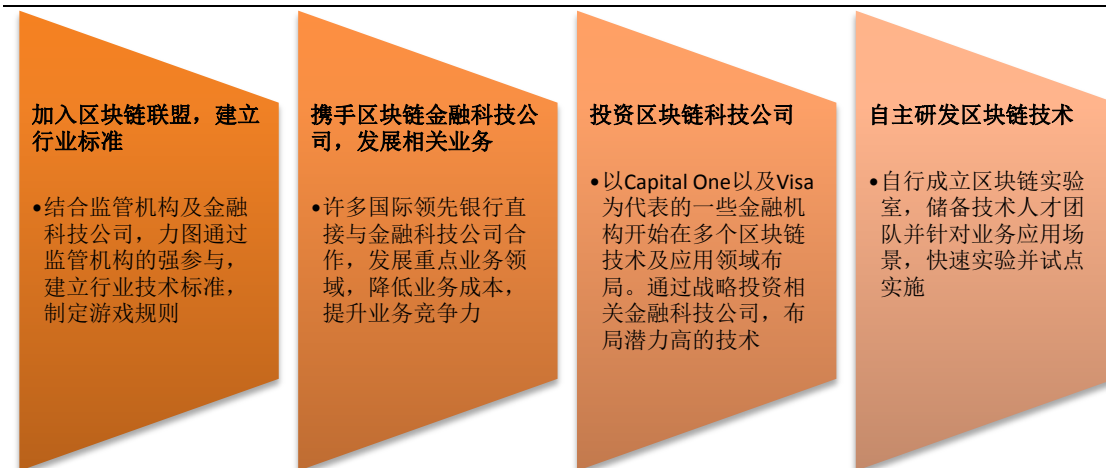 加入区块链联盟，建立
行业标准
•结合监管机构及金融
科技公司，力图通过
监管机构的强参与，
建立行业技术标准，
制定游戏规则
携手区块链金融科技公
司，发展相关业务
•许多国际领先银行直
接与金融科技公司合
作，发展重点业务领
域，降低业务成本，
提升业务竞争力
投资区块链科技公司
•以Capital One以及Visa
为代表的一些金融机
构开始在多个区块链
技术及应用领域布
局。通过战略投资相
关金融科技公司，布
局潜力高的技术
自主研发区块链技术
•自行成立区块链实验
室，储备技术人才团
队并针对业务应用场
景，快速实验并试点
实施